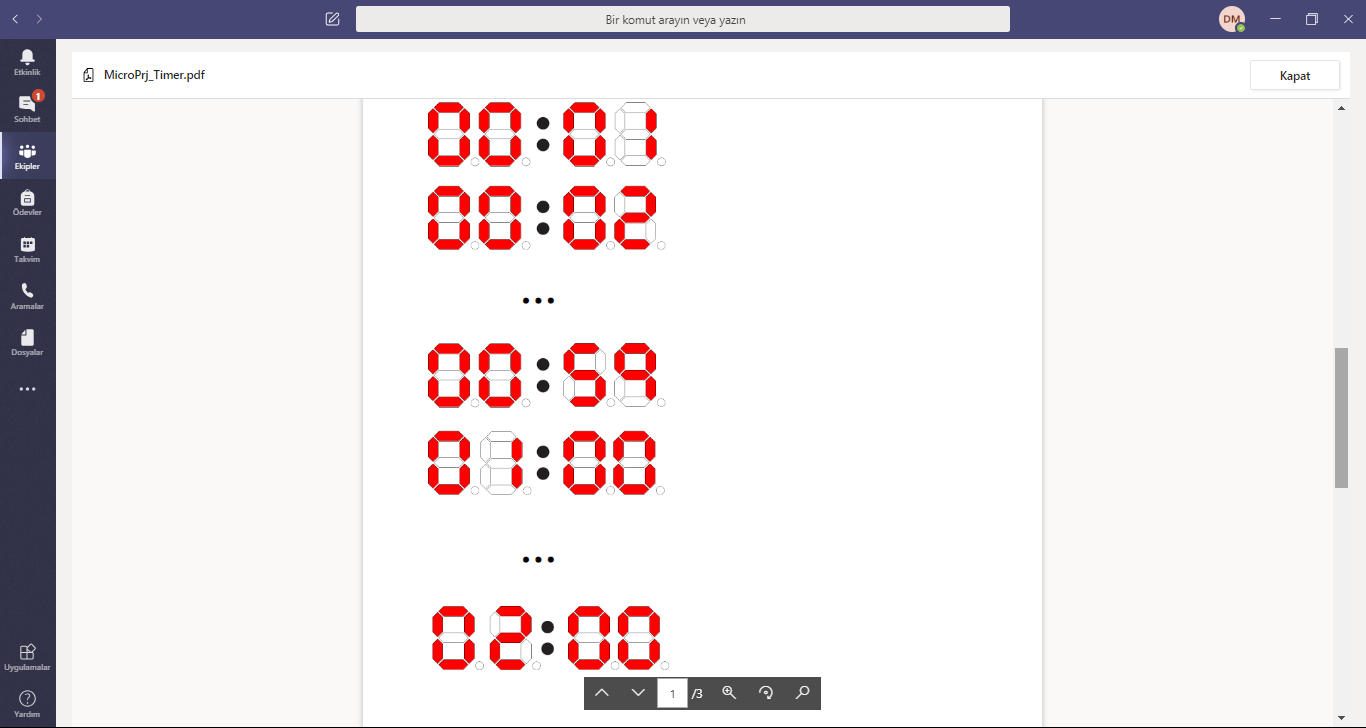 Bir komut arayın veya yazın
DM
Etkinlik
1
Sohbet
Ekipler
Ödevler
Takvim
Aramalar
Dosyalar
...
Uygulamalar
Yardım
MicroPrj_Timer.pdf
Kapat
00:01
00:02
...
00:59
01:00
...
02:00
1 /3